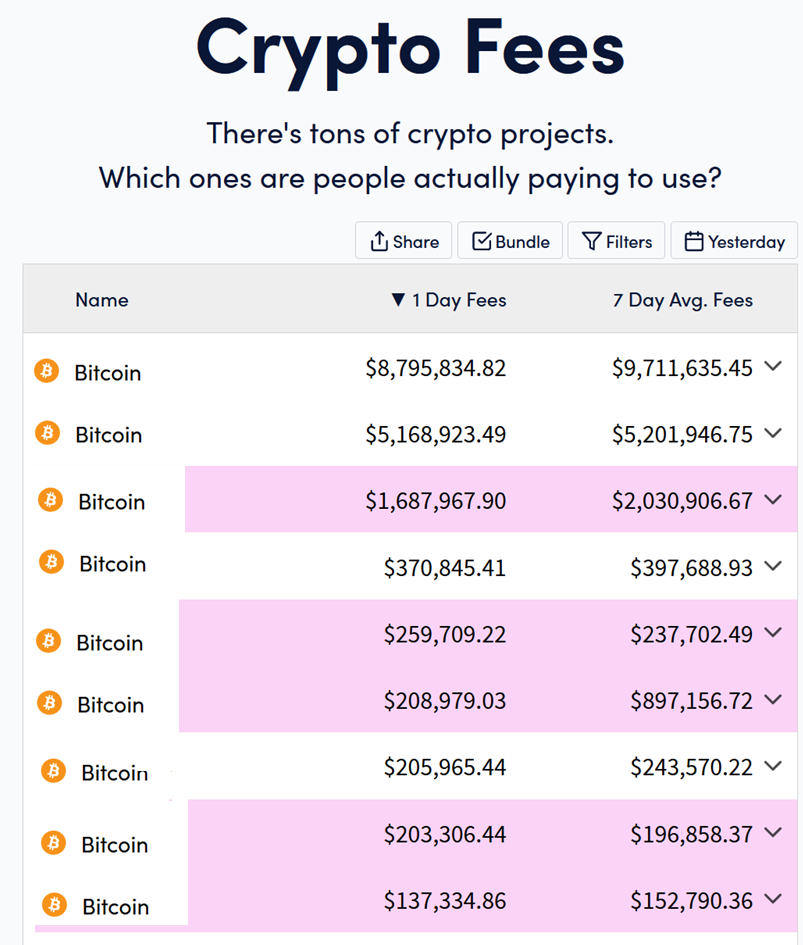 Crypto Fees
There's tons of crypto projects.
Which ones are people actually paying to use?
Share Bundle Filters Yesterday
Name ▼ 1 Day Fees 7 Day Avg. Fees
Bitcoin $8,795,834.82 $9,711,635.45
Bitcoin $5,168,923.49 $5,201,946.75
Bitcoin $1,687,967.90 $2,030,906.67
Bitcoin $370,845.41 $397,688.93
Bitcoin $259,709.22 $237,702.49
Bitcoin $208,979.03 $897,156.72
Bitcoin $205,965.44 $243,570.22
Bitcoin $203,306.44 $196,858.37
Bitcoin $137,334.86 $152,790.36